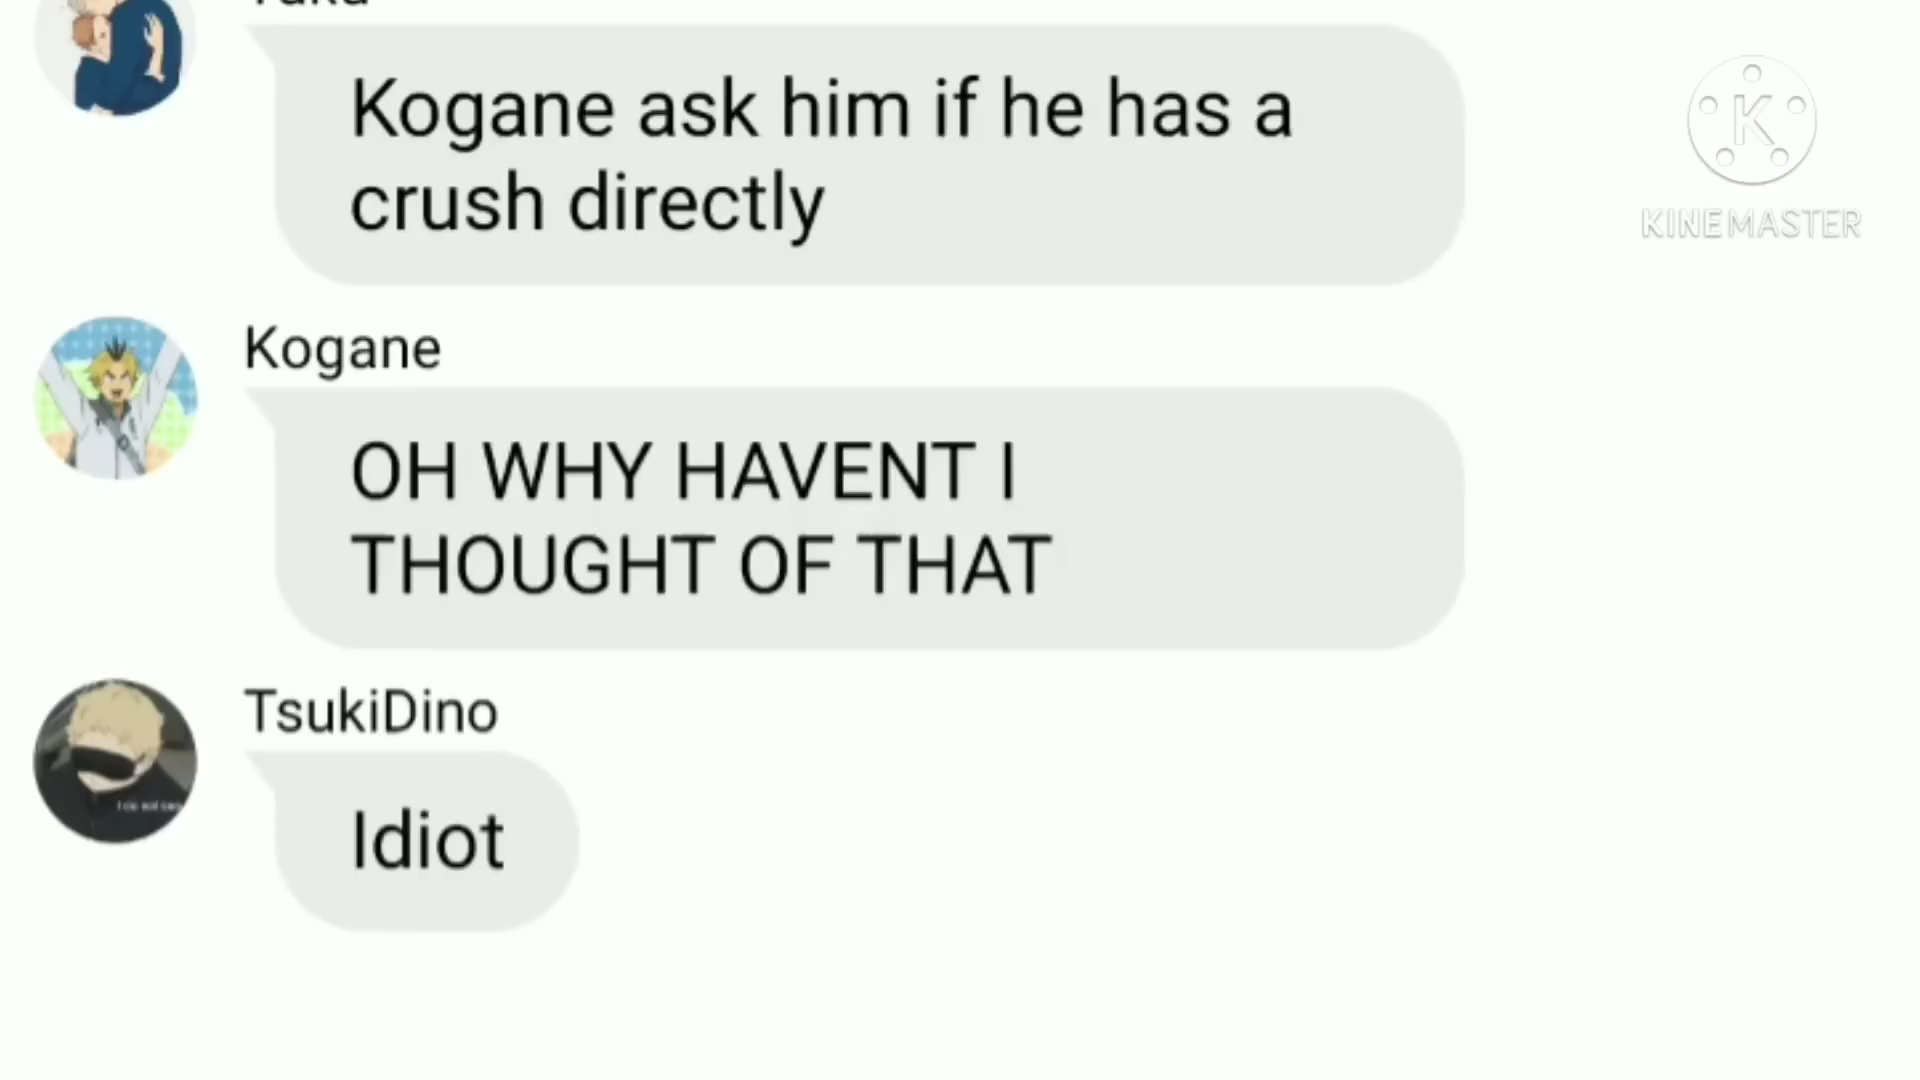 Kogane ask him if he has a
crush directly
KINEMASTER
Kogane
OH WHY HAVENT I
THOUGHT OF THAT
TsukiDino
Idiot